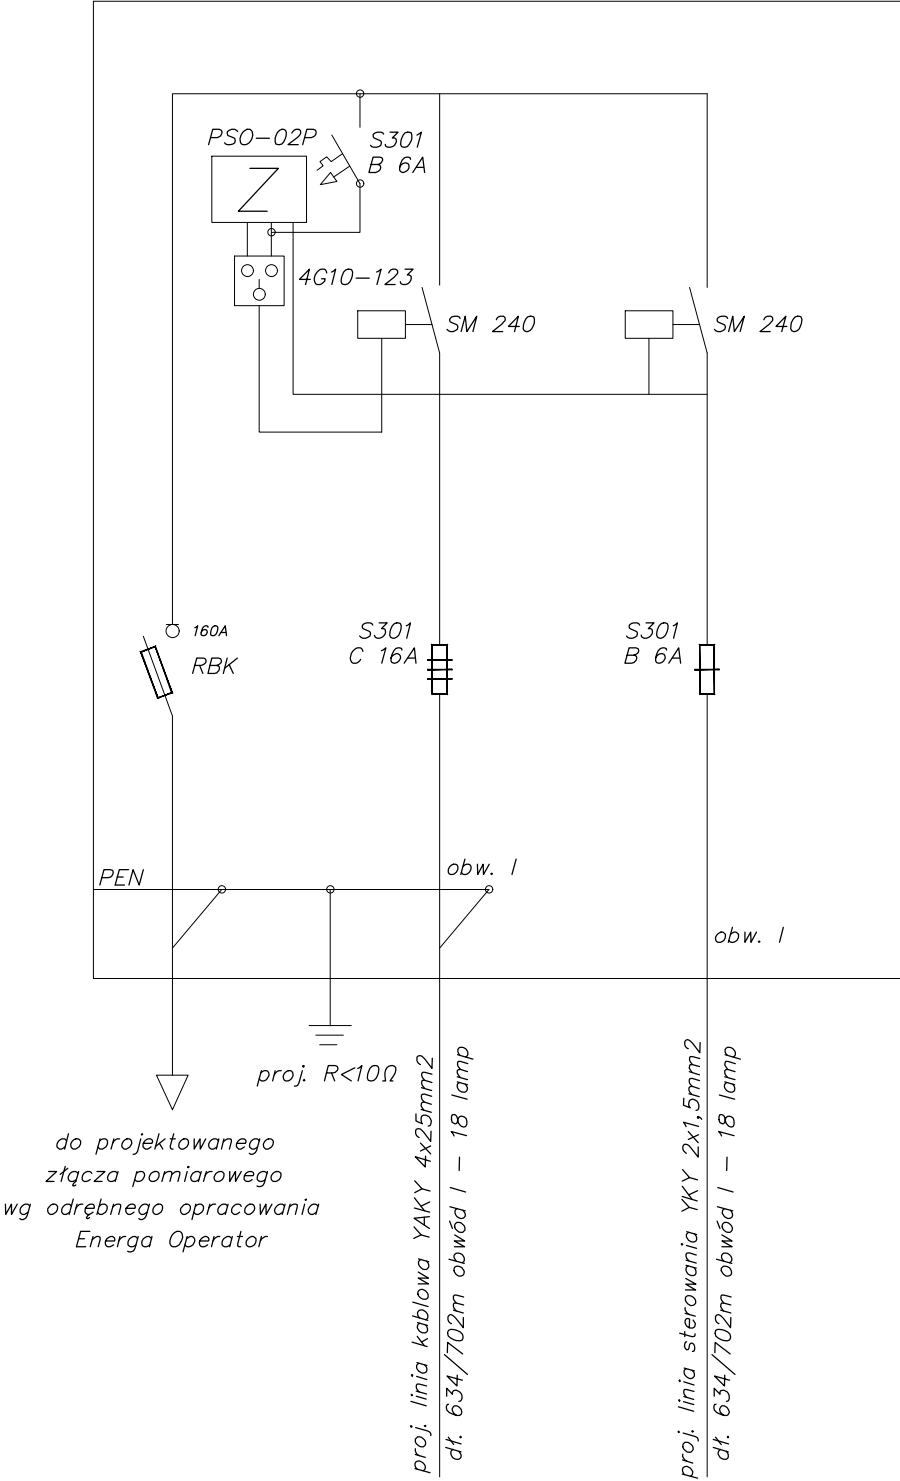 PSO-02P
S301
B 6A
Z
4G10-123
SM 240
SM 240
160A
RBK
S301
C 16A
S301
B 6A
PEN
obw. I
obw. I
proj. R<10Ω
do projektowanego
złącza pomiarowego
wg odrębnego opracowania
Energa Operator
proj. linia kablowa YAKY 4x25mm2
dł. 634/702m obwód I - 18 lamp
proj. linia sterowania YKY 2x1,5mm2
dł. 634/702m obwód I - 18 lamp